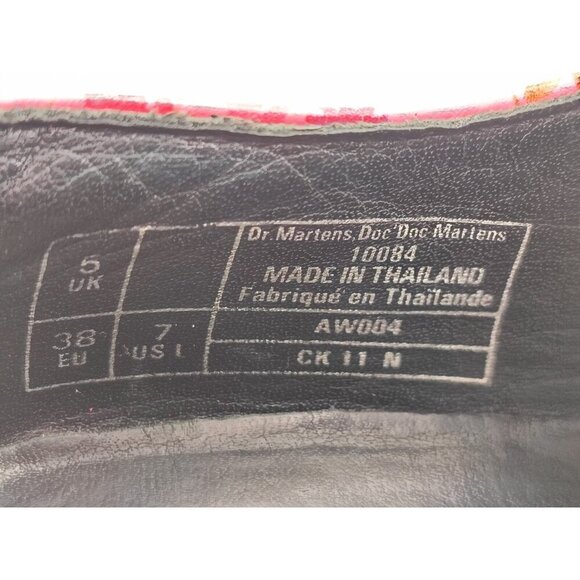 5
UK
38
EU
7
US L
Dr. Martens, Doc'Doc Martens
10084
MADE IN THAILAND
Fabriqué en Thaïlande
AW004
CK 11 N